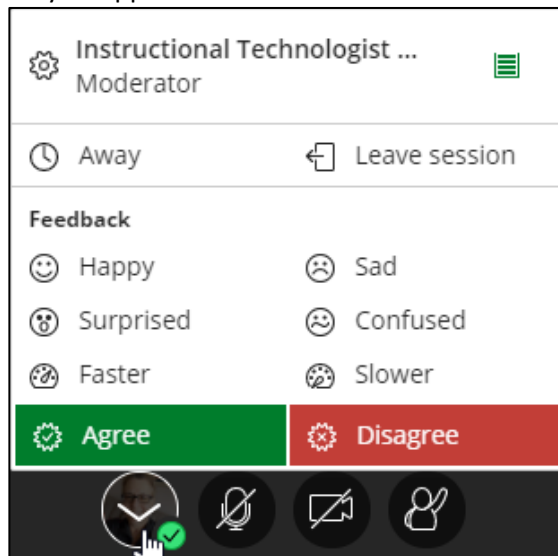 Instructional Technologist ...
Moderator
Away Leave session
Feedback
Happy Sad
Surprised Confused
Faster Slower
Agree Disagree